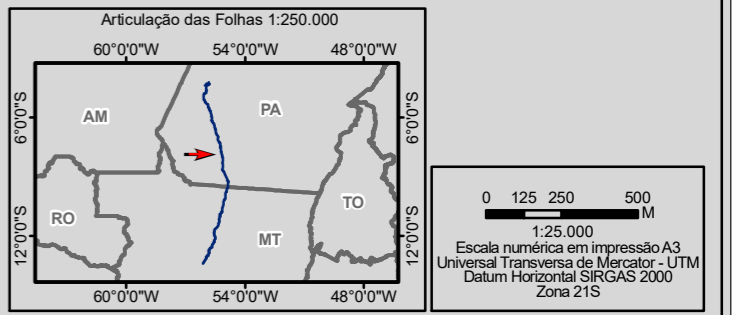 Articulação das Folhas 1:250.000
60°0'0"W 54°0'0"W 48°0'0"W
6°0'0"S
6°0'0"S
AM
PA
RO
TO
MT
12°0'0"S
12°0'0"S
60°0'0"W 54°0'0"W 48°0'0"W
0 125 250 500
M
1:25.000
Escala numérica em impressão A3
Universal Transversa de Mercator - UTM
Datum Horizontal SIRGAS 2000
Zona 21S